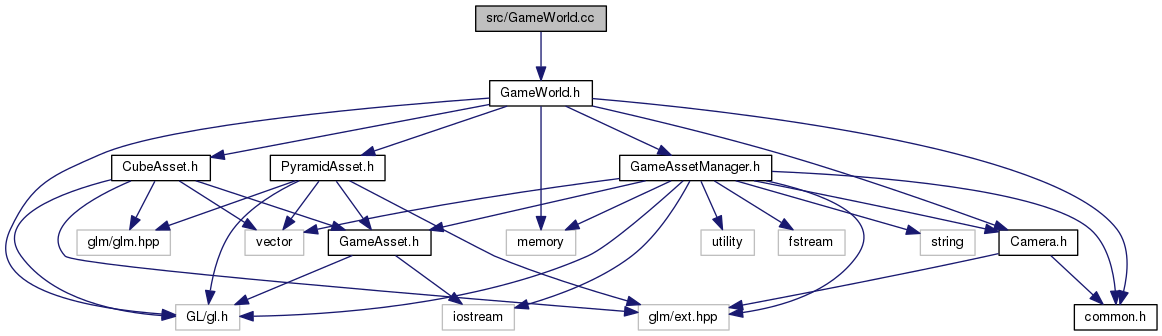 src/GameWorld.cc
GameWorld.h
CubeAsset.h
PyramidAsset.h
GameAssetManager.h
glm/glm.hpp
vector
GameAsset.h
memory
utility
fstream
string
Camera.h
GL/gl.h
iostream
glm/ext.hpp
common.h